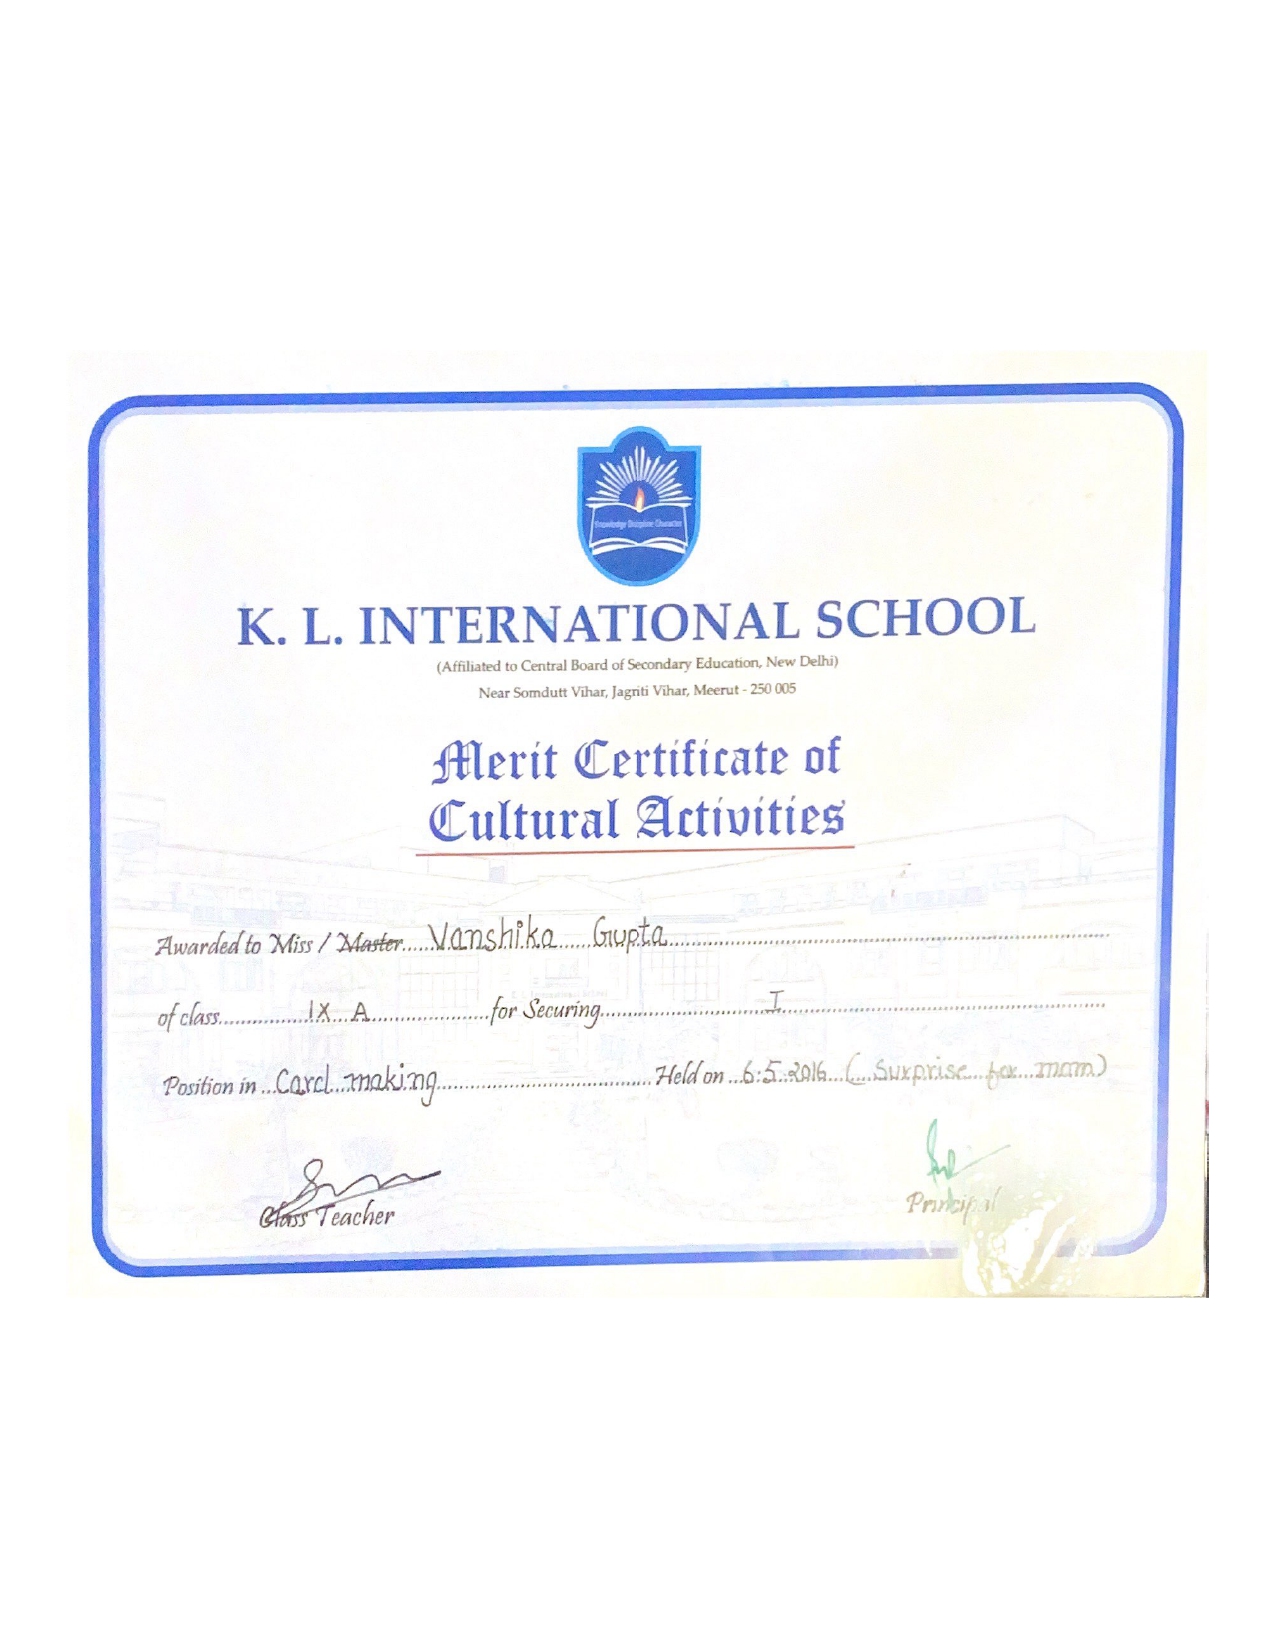 Knowledge Discipline Character
K. L. INTERNATIONAL SCHOOL
(Affiliated to Central Board of Secondary Education, New Delhi)
Near Somdutt Vihar, Jagriti Vihar, Meerut - 250 005
Merit Certificate of
Cultural Activities
Awarded to Miss / Master Vanshika Gupta
of class IX A for Securing I
Position in Card making Held on 6.5.2016 (Surprise for mom)
Class Teacher
Principal